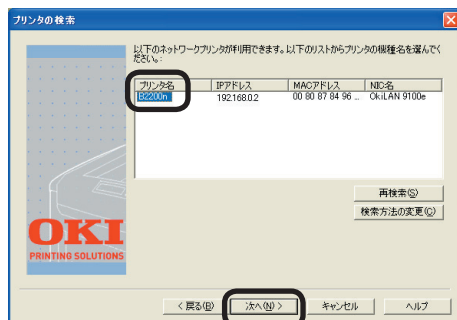 プリンタの検索
以下のネットワークプリンタが利用できます。以下のリストからプリンタの機種名を選んでく
ださい。:
プリンタ名 IPアドレス MACアドレス NIC名
B2200n 192.168.0.2 00 80 87 84 96 ... OkiLAN 9100e
再検索(S)
検索方法の変更(C)
OKI
PRINTING SOLUTIONS
< 戻る(B) 次へ(N) > キャンセル ヘルプ